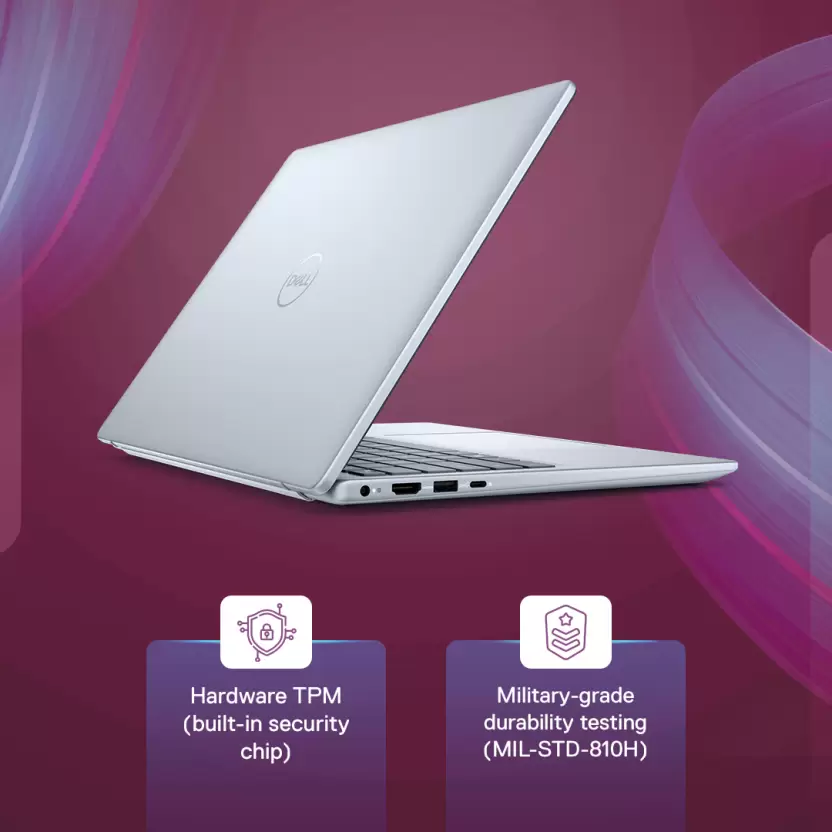 DELL
Hardware TPM
(built-in security
chip)
Military-grade
durability testing
(MIL-STD-810H)